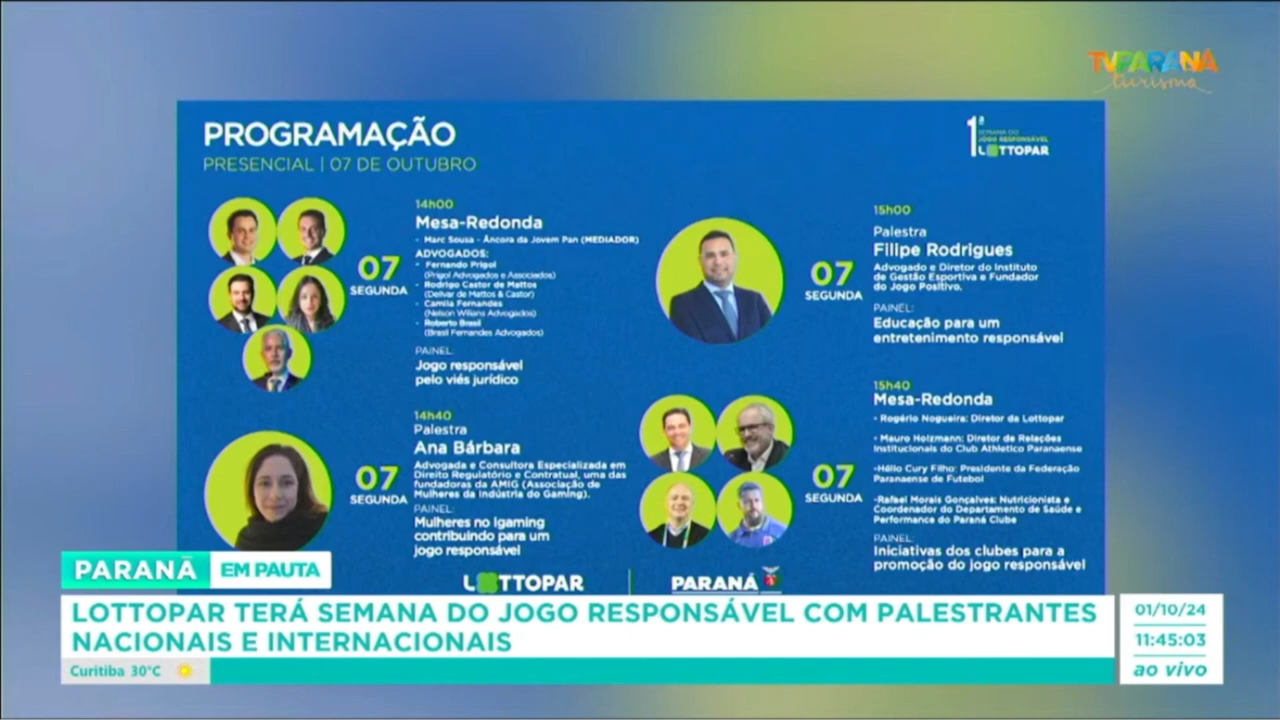 TVPARANÁ
turismo
PROGRAMAÇÃO
PRESENCIAL | 07 DE OUTUBRO
1ª
SEMANA DO
JOGO RESPONSÁVEL
LOTTOPAR
14h00
Mesa-Redonda
- Marc Sousa - Âncora da Jovem Pan (MEDIADOR)
ADVOGADOS:
- Fernando Prigol
(Prigol Advogados e Associados)
- Rodrigo Castor de Mattos
(Delivar de Mattos & Castor)
- Camila Fernandes
(Nelson Wilians Advogados)
- Roberto Brasil
(Brasil Fernandes Advogados)
07
SEGUNDA
PAINEL:
Jogo responsável
pelo viés jurídico
14h40
Palestra
Ana Bárbara
Advogada e Consultora Especializada em
Direito Regulatório e Contratual, uma das
fundadoras da AMIG (Associação de
Mulheres da Indústria do Gaming).
07
SEGUNDA
PAINEL:
Mulheres no Igaming
contribuindo para um
jogo responsável
15h00
Palestra
Filipe Rodrigues
Advogado e Diretor do Instituto
de Gestão Esportiva e Fundador
do Jogo Positivo.
07
SEGUNDA
PAINEL:
Educação para um
entretenimento responsável
15h40
Mesa-Redonda
- Rogério Nogueira: Diretor da Lottopar
- Mauro Holzmann: Diretor de Relações
Institucionais do Club Athletico Paranaense
-Hélio Cury Filho: Presidente da Federação
Paranaense de Futebol
-Rafael Morais Gonçalves: Nutricionista e
Coordenador do Departamento de Saúde e
Performance do Paraná Clube
07
SEGUNDA
PAINEL:
Iniciativas dos clubes para a
promoção do jogo responsável
LOTTOPAR
PARANÁ
PARANÁ EM PAUTA
LOTTOPAR TERÁ SEMANA DO JOGO RESPONSÁVEL COM PALESTRANTES
NACIONAIS E INTERNACIONAIS
01/10/24
11:45:03
ao vivo
Curitiba 30°C